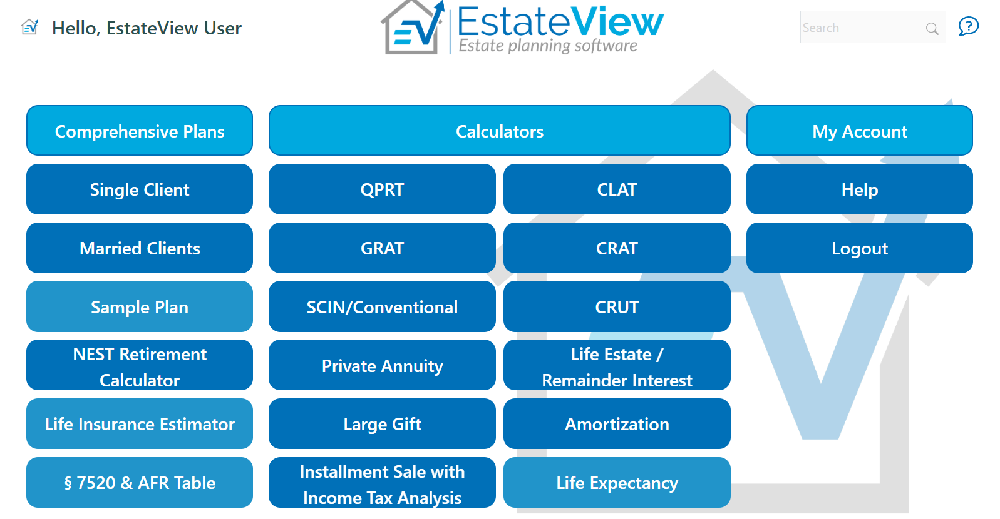 Hello, EstateView User
EV
EstateView
Estate planning software
Search
?
Comprehensive Plans
Calculators
My Account
Single Client
QPRT
CLAT
Help
Married Clients
GRAT
CRAT
Logout
Sample Plan
SCIN/Conventional
CRUT
NEST Retirement
Calculator
Private Annuity
Life Estate /
Remainder Interest
Life Insurance Estimator
Large Gift
Amortization
§ 7520 & AFR Table
Installment Sale with
Income Tax Analysis
Life Expectancy